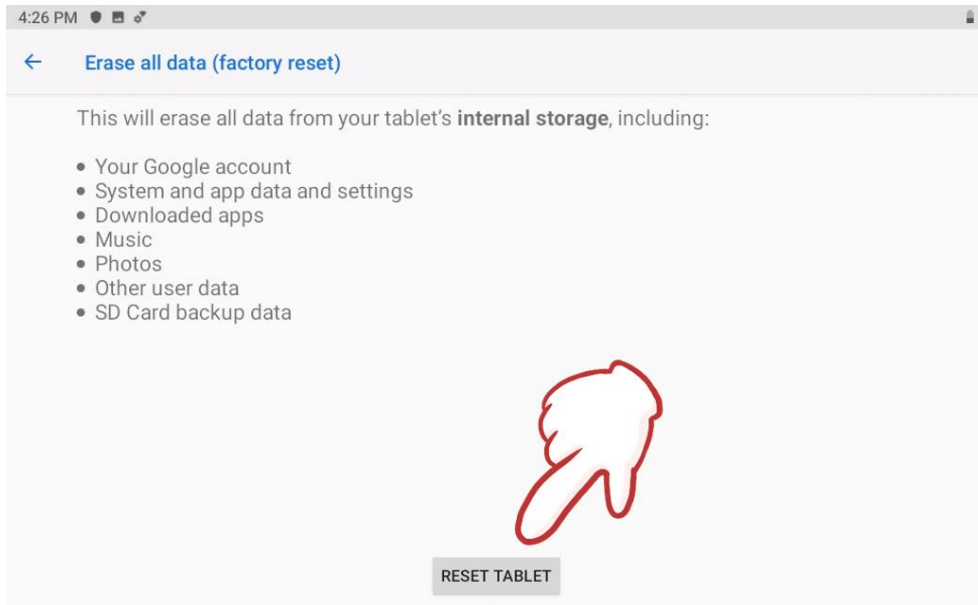 4:26 PM
Erase all data (factory reset)
This will erase all data from your tablet’s internal storage, including:
• Your Google account
• System and app data and settings
• Downloaded apps
• Music
• Photos
• Other user data
• SD Card backup data
RESET TABLET